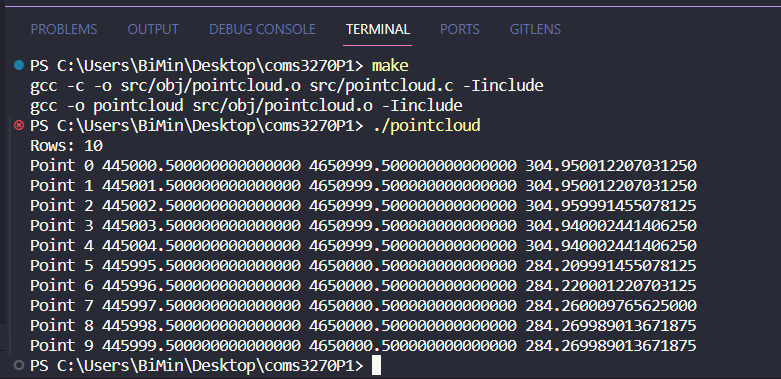 PROBLEMS OUTPUT DEBUG CONSOLE TERMINAL PORTS GITLENS
PS C:\Users\BiMin\Desktop\coms3270P1> make
gcc -c -o src/obj/pointcloud.o src/pointcloud.c -Iinclude
gcc -o pointcloud src/obj/pointcloud.o -Iinclude
PS C:\Users\BiMin\Desktop\coms3270P1> ./pointcloud
Rows: 10
Point 0 445000.500000000000000 4650999.500000000000000 304.950012207031250
Point 1 445001.500000000000000 4650999.500000000000000 304.950012207031250
Point 2 445002.500000000000000 4650999.500000000000000 304.959991455078125
Point 3 445003.500000000000000 4650999.500000000000000 304.940002441406250
Point 4 445004.500000000000000 4650999.500000000000000 304.940002441406250
Point 5 445995.500000000000000 4650000.500000000000000 284.209991455078125
Point 6 445996.500000000000000 4650000.500000000000000 284.220001220703125
Point 7 445997.500000000000000 4650000.500000000000000 284.260009765625000
Point 8 445998.500000000000000 4650000.500000000000000 284.269989013671875
Point 9 445999.500000000000000 4650000.500000000000000 284.269989013671875
PS C:\Users\BiMin\Desktop\coms3270P1>